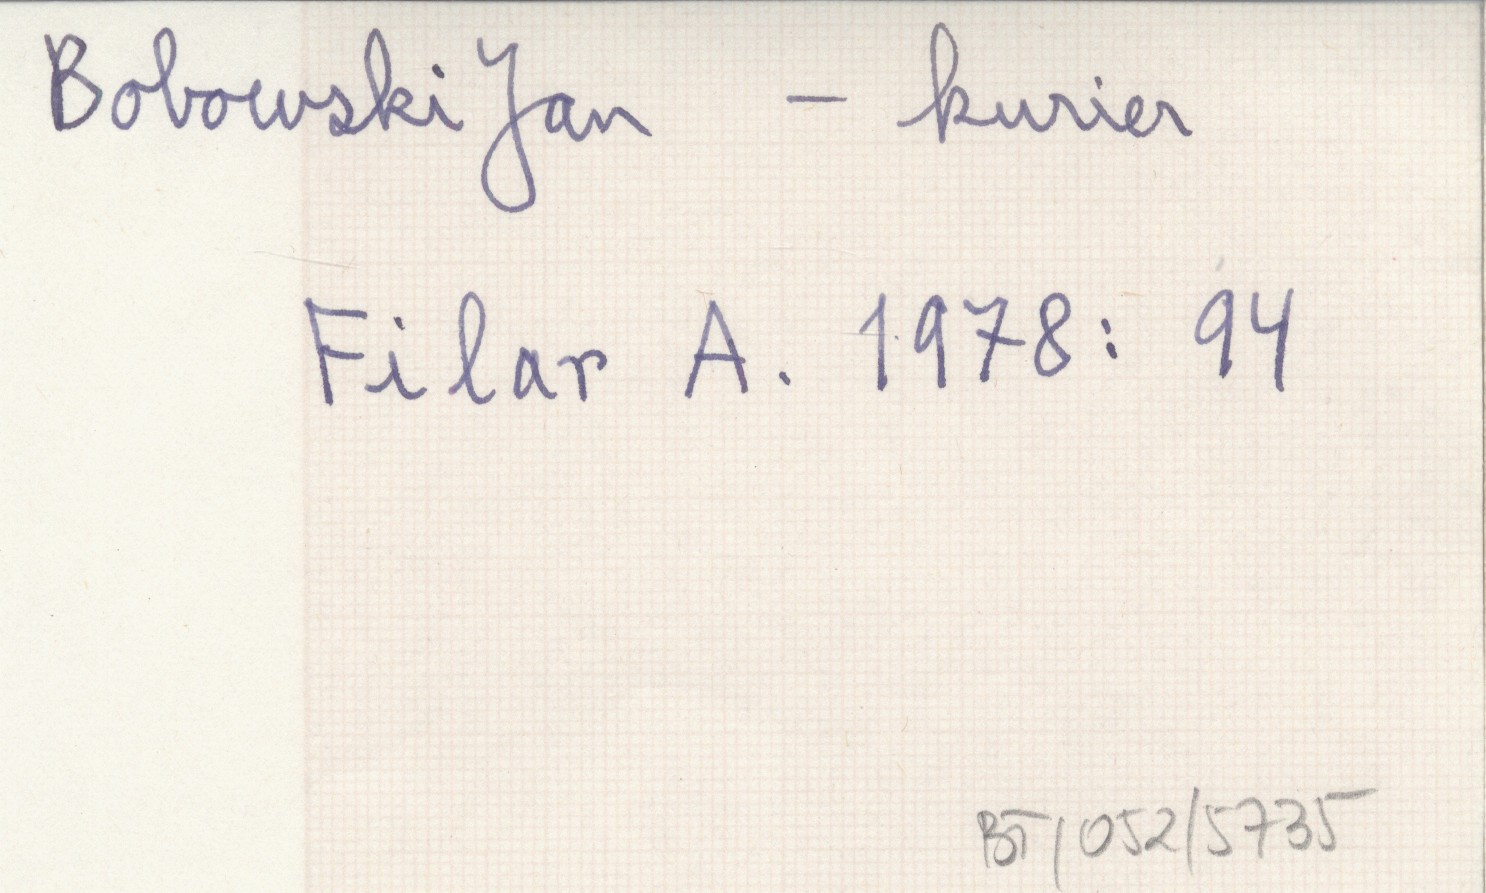 Bobowski Jan – kurier
Filar A. 1978: 94
BT/052/5735